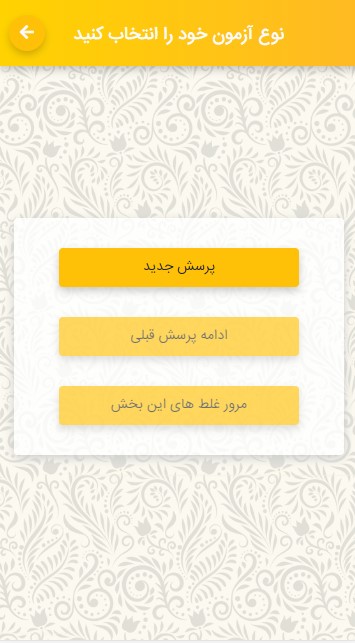 نوع آزمون خود را انتخاب کنید
پرسش جدید
ادامه پرسش قبلی
مرور غلط های این بخش